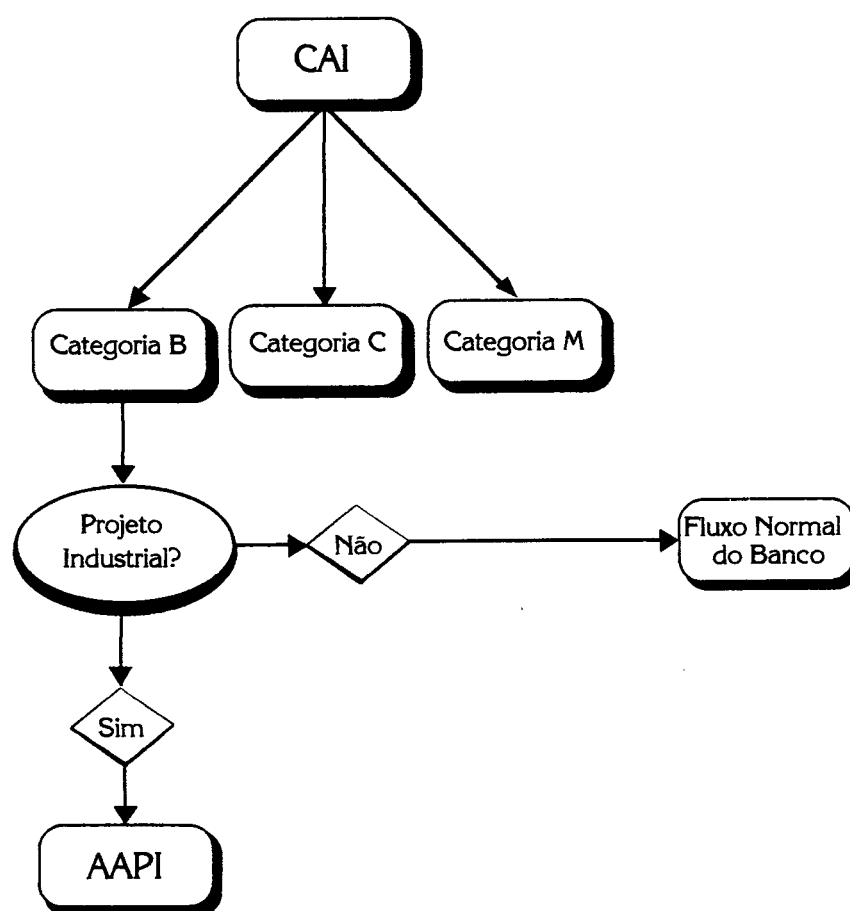 CAI
Categoria B
Categoria C
Categoria M
Projeto
Industrial?
Não
Fluxo Normal
do Banco
Sim
AAPI